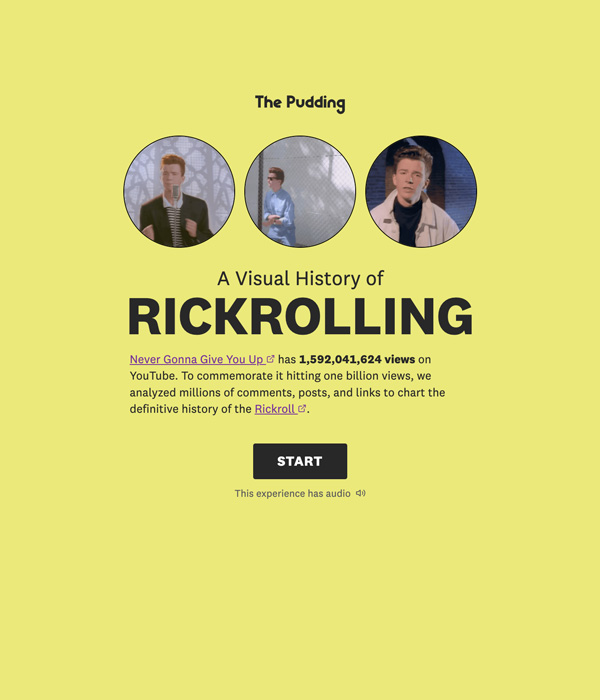 The Pudding
A Visual History of
RICKROLLING
Never Gonna Give You Up has 1,592,041,624 views on
YouTube. To commemorate it hitting one billion views, we
analyzed millions of comments, posts, and links to chart the
definitive history of the Rickroll.
START
This experience has audio